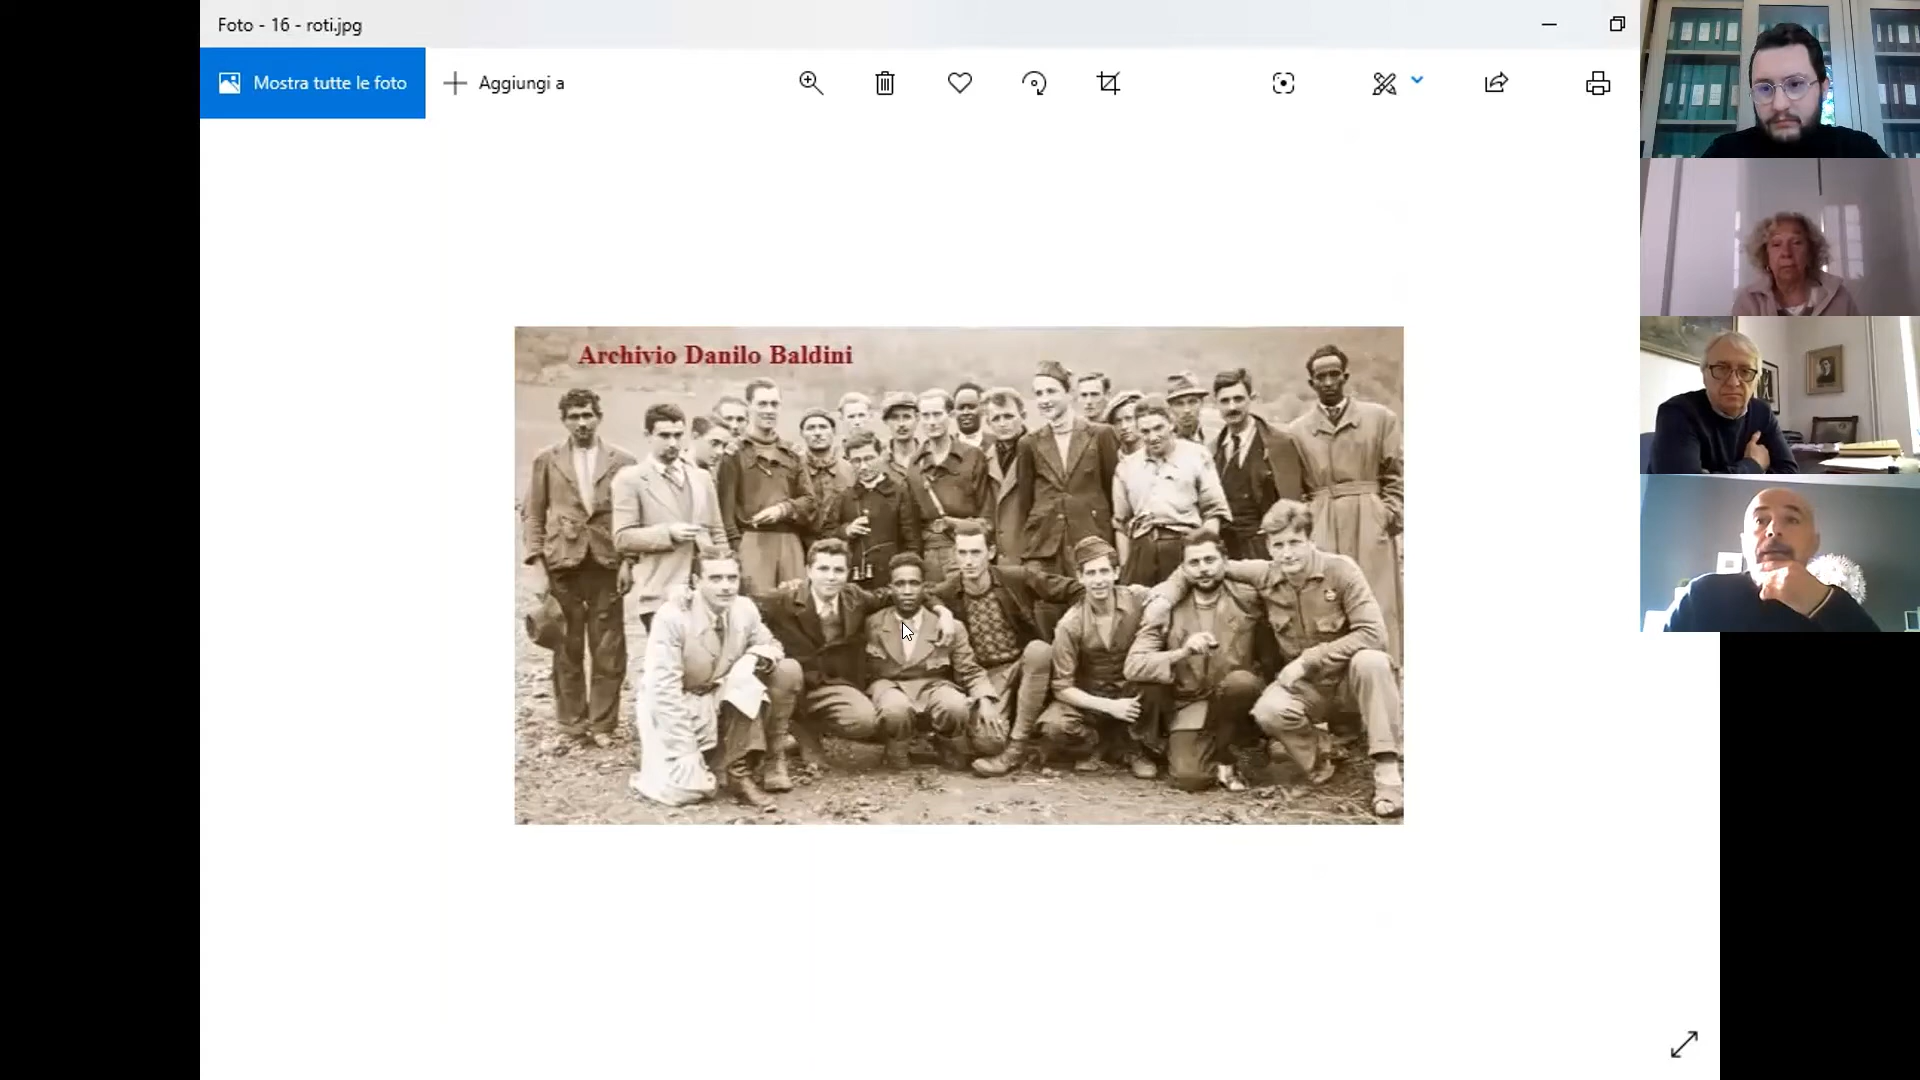 Foto - 16 - roti.jpg
Mostra tutte le foto
Aggiungi a
Archivio Danilo Baldini